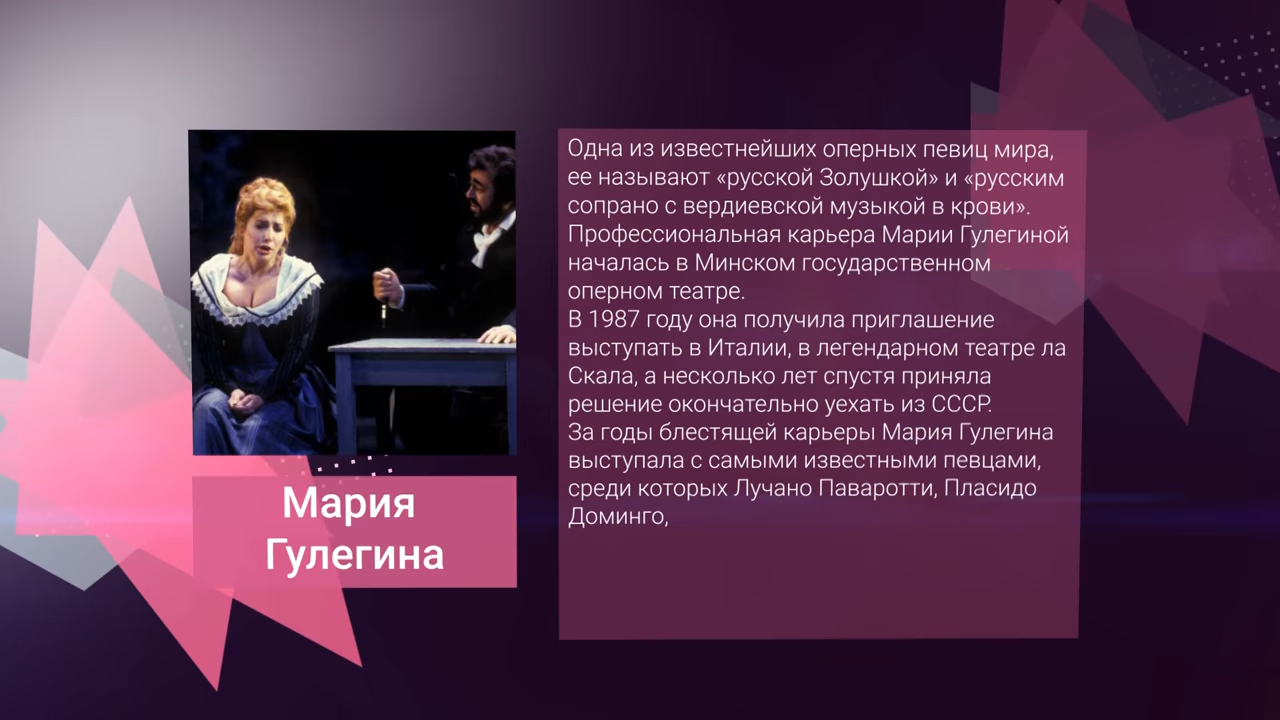 Одна из известнейших оперных певиц мира,
ее называют «русской Золушкой» и «русским
сопрано с вердиевской музыкой в крови».
Профессиональная карьера Марии Гулегиной
началась в Минском государственном
оперном театре.
В 1987 году она получила приглашение
выступать в Италии, в легендарном театре ла
Скала, а несколько лет спустя приняла
решение окончательно уехать из СССР.
За годы блестящей карьеры Мария Гулегина
выступала с самыми известными певцами,
среди которых Лучано Паваротти, Пласидо
Доминго,
Мария
Гулегина